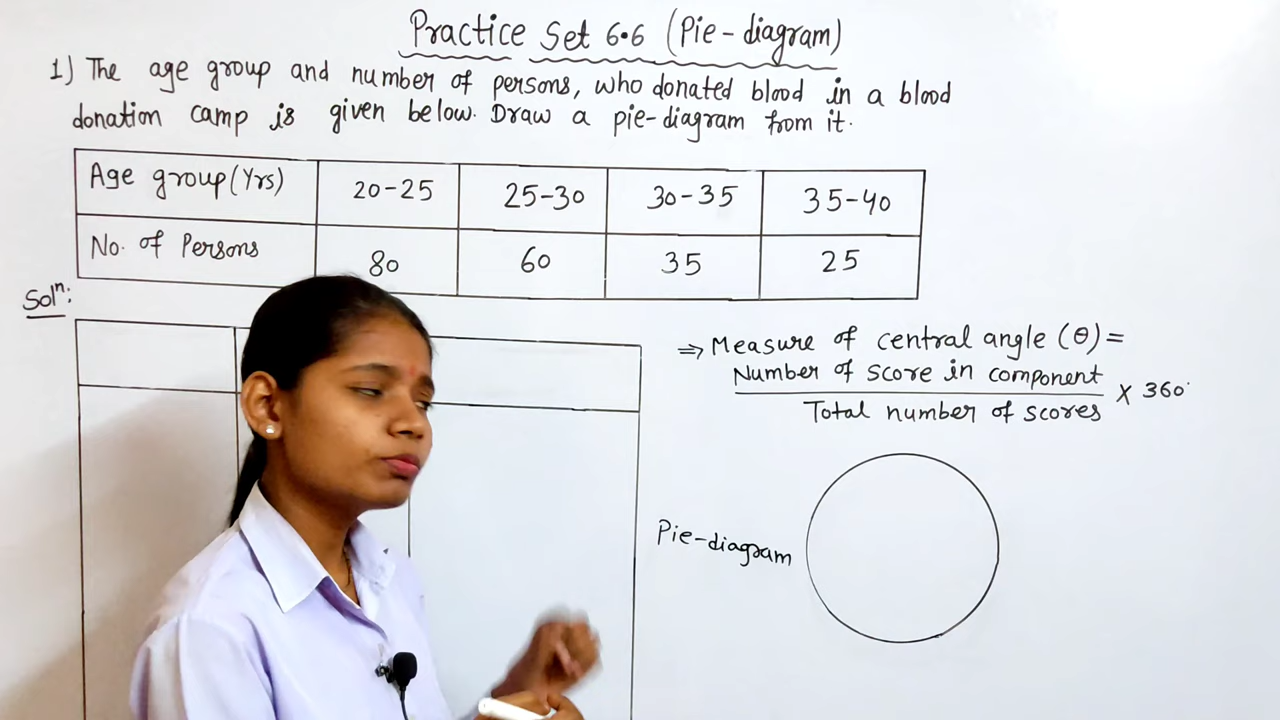 Practice Set 6.6 (Pie-diagram)
1) The age group and number of persons, who donated blood in a blood
donation camp is given below. Draw a pie-diagram from it.
Age group (Yrs) 20-25 25-30 30-35 35-40
No. of Persons 80 60 35 25
Solⁿ:
⇒ Measure of central angle (θ) =
Number of score in component
Total number of scores
× 360°
Pie-diagram